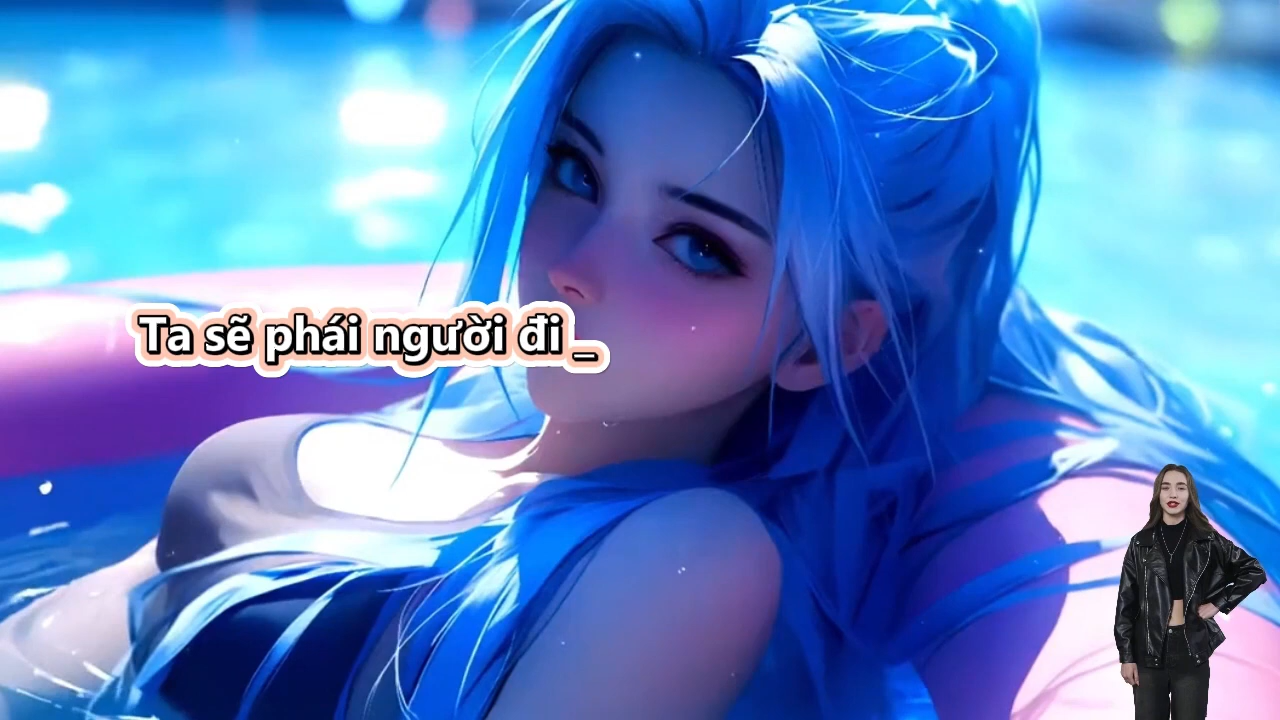 Ta sẽ phái người đi _